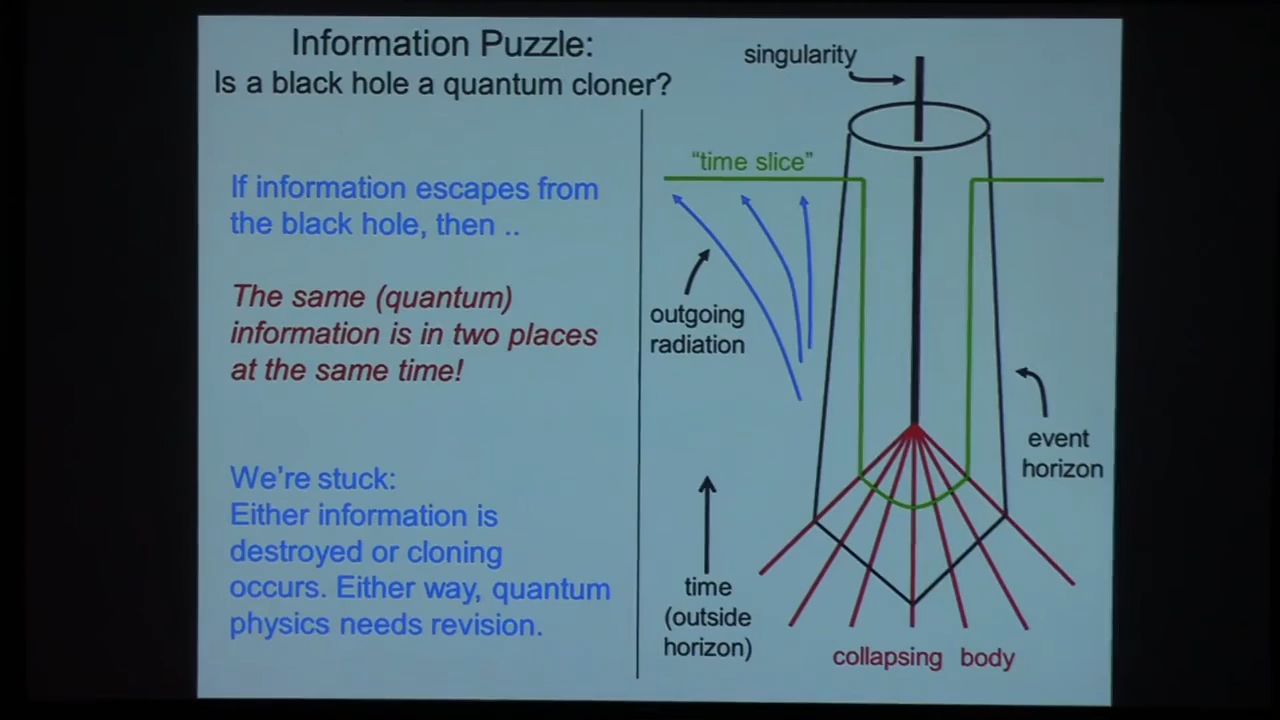 Information Puzzle:
Is a black hole a quantum cloner?
If information escapes from
the black hole, then ..
The same (quantum)
information is in two places
at the same time!
We're stuck:
Either information is
destroyed or cloning
occurs. Either way, quantum
physics needs revision.
singularity
"time slice"
outgoing
radiation
event
horizon
time
(outside
horizon)
collapsing body